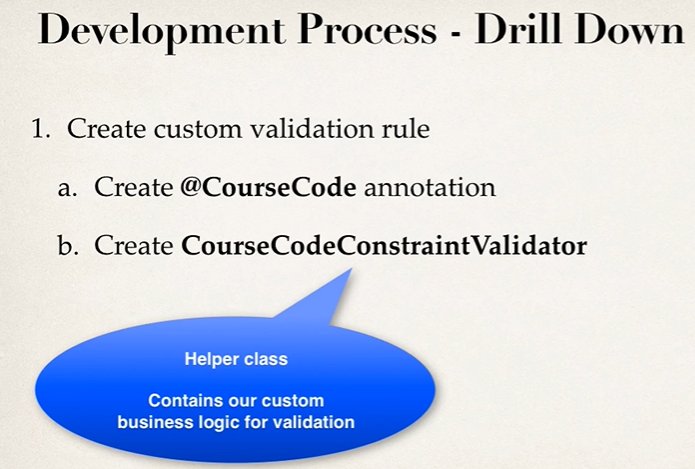 Development Process - Drill Down
1. Create custom validation rule
a. Create @CourseCode annotation
b. Create CourseCodeConstraintValidator
Helper class
Contains our custom
business logic for validation